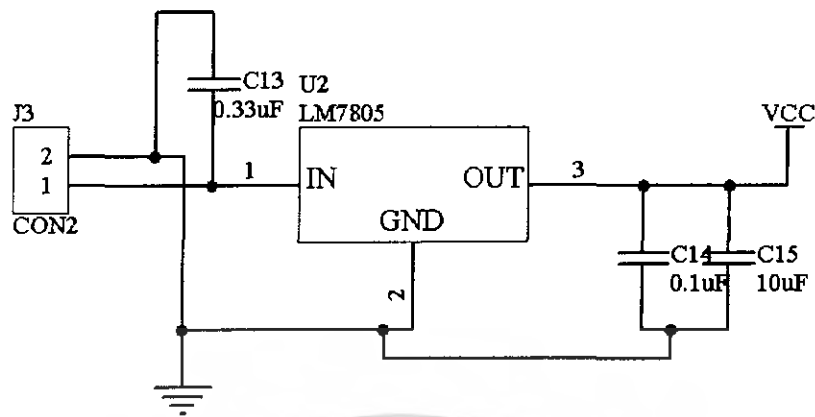 C13
0.33uF
U2
LM7805
J3
2
1
CON2
1
IN
OUT
GND
3
2
VCC
C14
0.1uF
C15
10uF